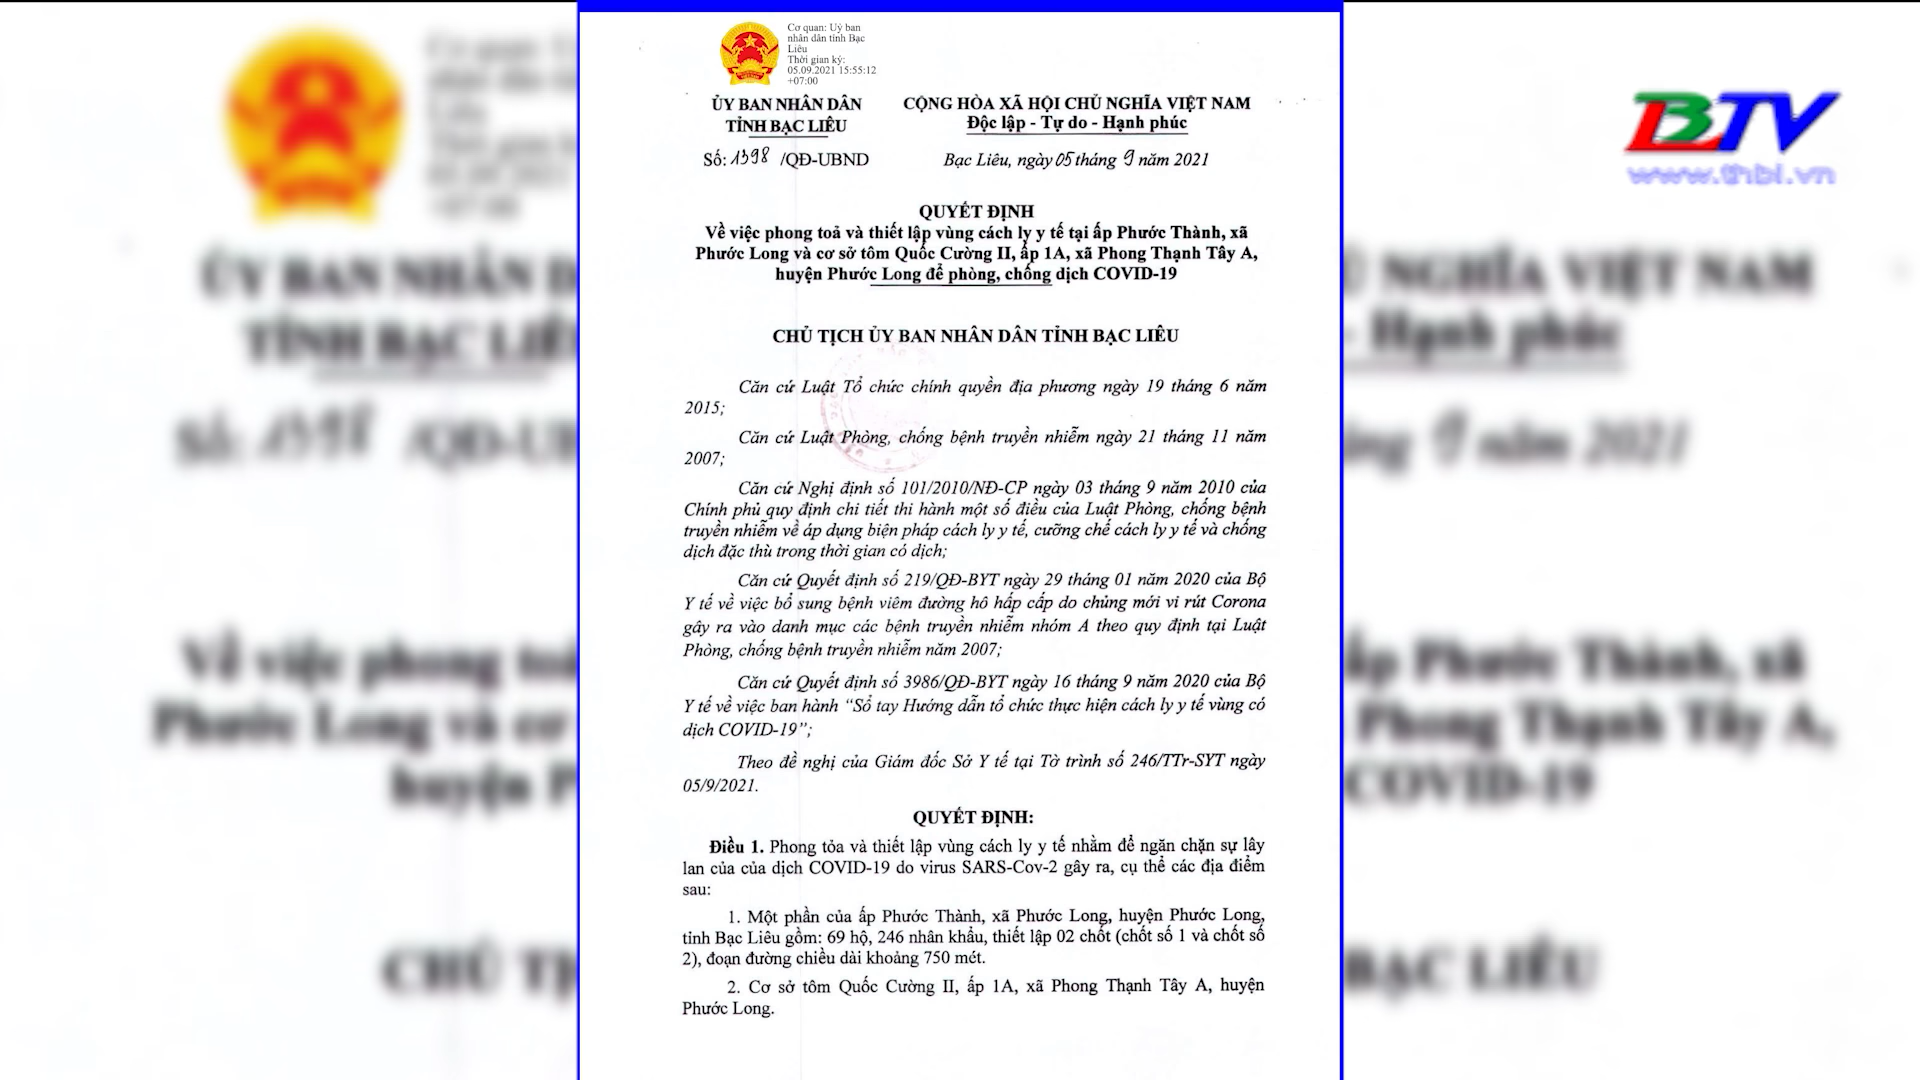 Cơ quan: Uỷ ban
nhân dân tỉnh Bạc
Liêu
Thời gian ký:
05.09.2021 15:55:12
+07:00
ỦY BAN NHÂN DÂN
TỈNH BẠC LIÊU
Số: 1398 /QĐ-UBND
CỘNG HÒA XÃ HỘI CHỦ NGHĨA VIỆT NAM
Độc lập - Tự do - Hạnh phúc
Bạc Liêu, ngày 05 tháng 9 năm 2021
BTV
www.thbl.vn
QUYẾT ĐỊNH
Về việc phong toả và thiết lập vùng cách ly y tế tại ấp Phước Thành, xã
Phước Long và cơ sở tôm Quốc Cường II, ấp 1A, xã Phong Thạnh Tây A,
huyện Phước Long để phòng, chống dịch COVID-19
CHỦ TỊCH ỦY BAN NHÂN DÂN TỈNH BẠC LIÊU
Căn cứ Luật Tổ chức chính quyền địa phương ngày 19 tháng 6 năm
2015;
Căn cứ Luật Phòng, chống bệnh truyền nhiễm ngày 21 tháng 11 năm
2007;
Căn cứ Nghị định số 101/2010/NĐ-CP ngày 03 tháng 9 năm 2010 của
Chính phủ quy định chi tiết thi hành một số điều của Luật Phòng, chống bệnh
truyền nhiễm về áp dụng biện pháp cách ly y tế, cưỡng chế cách ly y tế và chống
dịch đặc thù trong thời gian có dịch;
Căn cứ Quyết định số 219/QĐ-BYT ngày 29 tháng 01 năm 2020 của Bộ
Y tế về việc bổ sung bệnh viêm đường hô hấp cấp do chủng mới vi rút Corona
gây ra vào danh mục các bệnh truyền nhiễm nhóm A theo quy định tại Luật
Phòng, chống bệnh truyền nhiễm năm 2007;
Căn cứ Quyết định số 3986/QĐ-BYT ngày 16 tháng 9 năm 2020 của Bộ
Y tế về việc ban hành “Sổ tay Hướng dẫn tổ chức thực hiện cách ly y tế vùng có
dịch COVID-19”;
Theo đề nghị của Giám đốc Sở Y tế tại Tờ trình số 246/TTr-SYT ngày
05/9/2021.
QUYẾT ĐỊNH:
Điều 1. Phong tỏa và thiết lập vùng cách ly y tế nhằm để ngăn chặn sự lây
lan của của dịch COVID-19 do virus SARS-Cov-2 gây ra, cụ thể các địa điểm
sau:
1. Một phần của ấp Phước Thành, xã Phước Long, huyện Phước Long,
tỉnh Bạc Liêu gồm: 69 hộ, 246 nhân khẩu, thiết lập 02 chốt (chốt số 1 và chốt số
2), đoạn đường chiều dài khoảng 750 mét.
2. Cơ sở tôm Quốc Cường II, ấp 1A, xã Phong Thạnh Tây A, huyện
Phước Long.